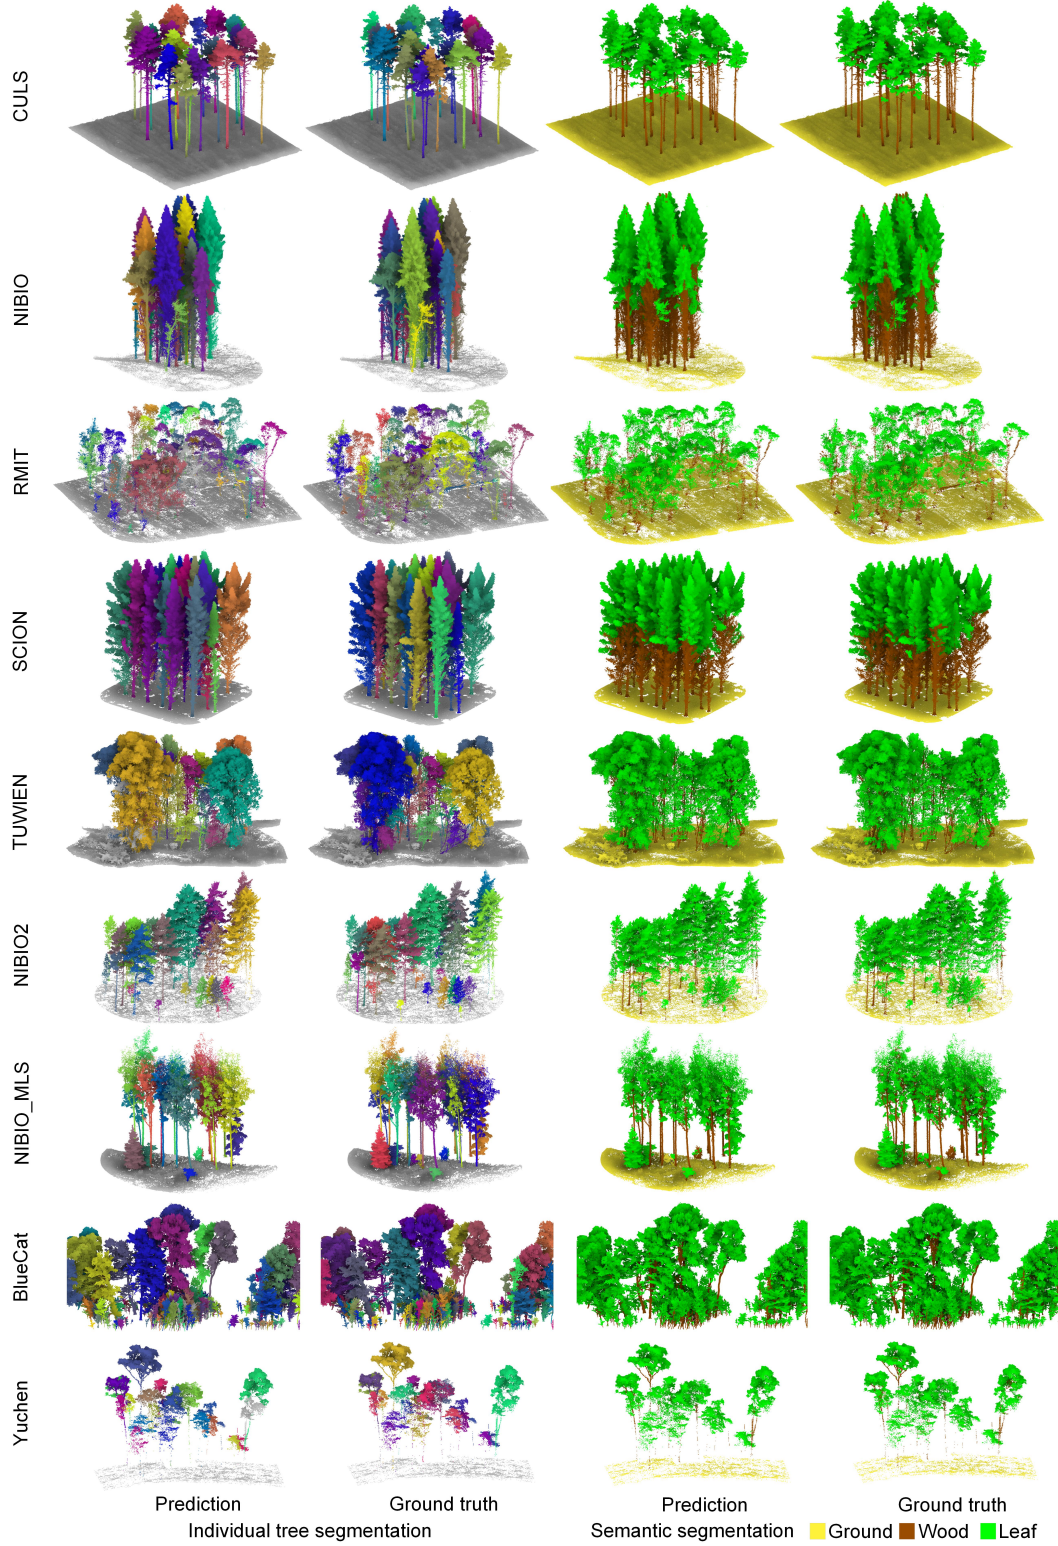 CULS
NIBIO
RMIT
SCION
TUWIEN
NIBIO2
NIBIO_MLS
BlueCat
Yuchen
Prediction Ground truth Prediction Ground truth
Individual tree segmentation Semantic segmentation Ground Wood Leaf